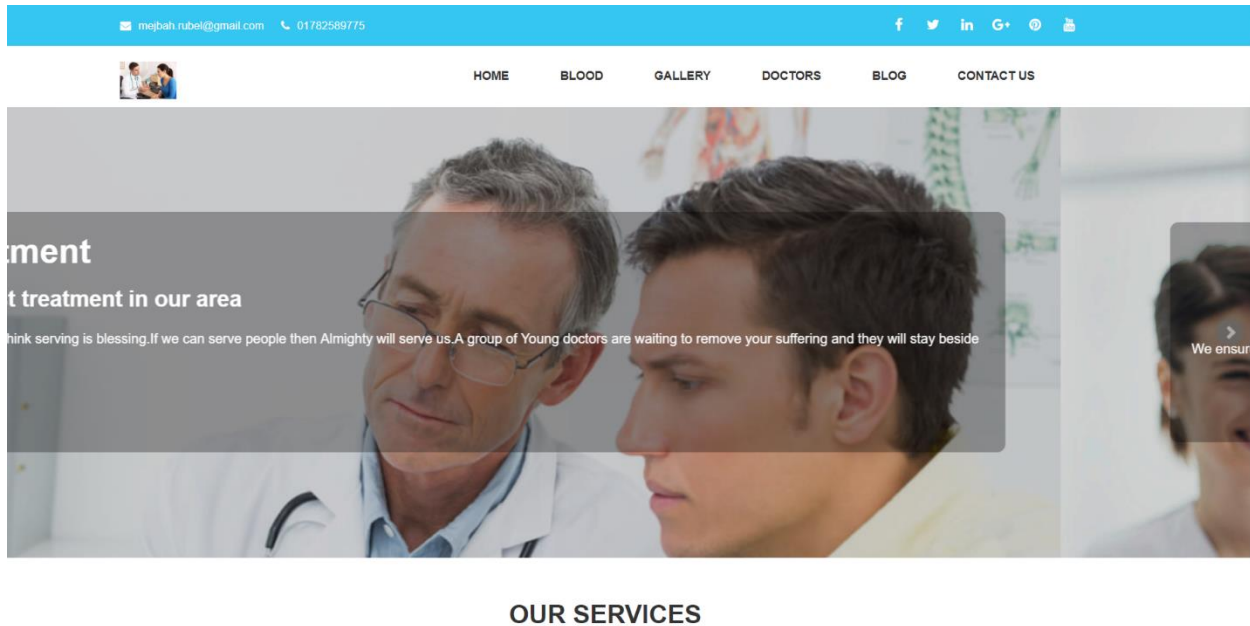 mejbah.rubel@gmail.com 01782589775
HOME BLOOD GALLERY DOCTORS BLOG CONTACT US
tment
t treatment in our area
hink serving is blessing.If we can serve people then Almighty will serve us.A group of Young doctors are waiting to remove your suffering and they will stay beside
We ensur
OUR SERVICES